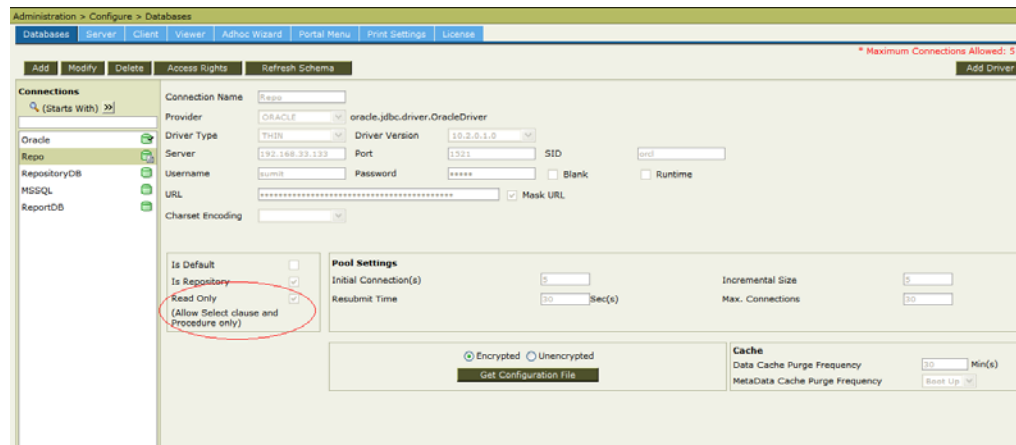 Administration > Configure > Databases
Databases Server Client Viewer Adhoc Wizard Portal Menu Print Settings License
* Maximum Connections Allowed: 5
Add Modify Delete Access Rights Refresh Schema Add Driver
Connections
(Starts With) >>
Oracle
Repo
RepositoryDB
MSSQL
ReportDB
Connection Name Repo
Provider ORACLE oracle.jdbc.driver.OracleDriver
Driver Type THIN Driver Version 10.2.0.1.0
Server 192.168.33.133 Port 1521 SID orcl
Username sumit Password ***** Blank Runtime
URL Mask URL
Charset Encoding
Is Default
Is Repository
Read Only
(Allow Select clause and
Procedure only)
Pool Settings
Initial Connection(s) 5 Incremental Size 5
Resubmit Time 30 Sec(s) Max. Connections 30
Encrypted Unencrypted
Get Configuration File
Cache
Data Cache Purge Frequency 30 Min(s)
MetaData Cache Purge Frequency Boot Up